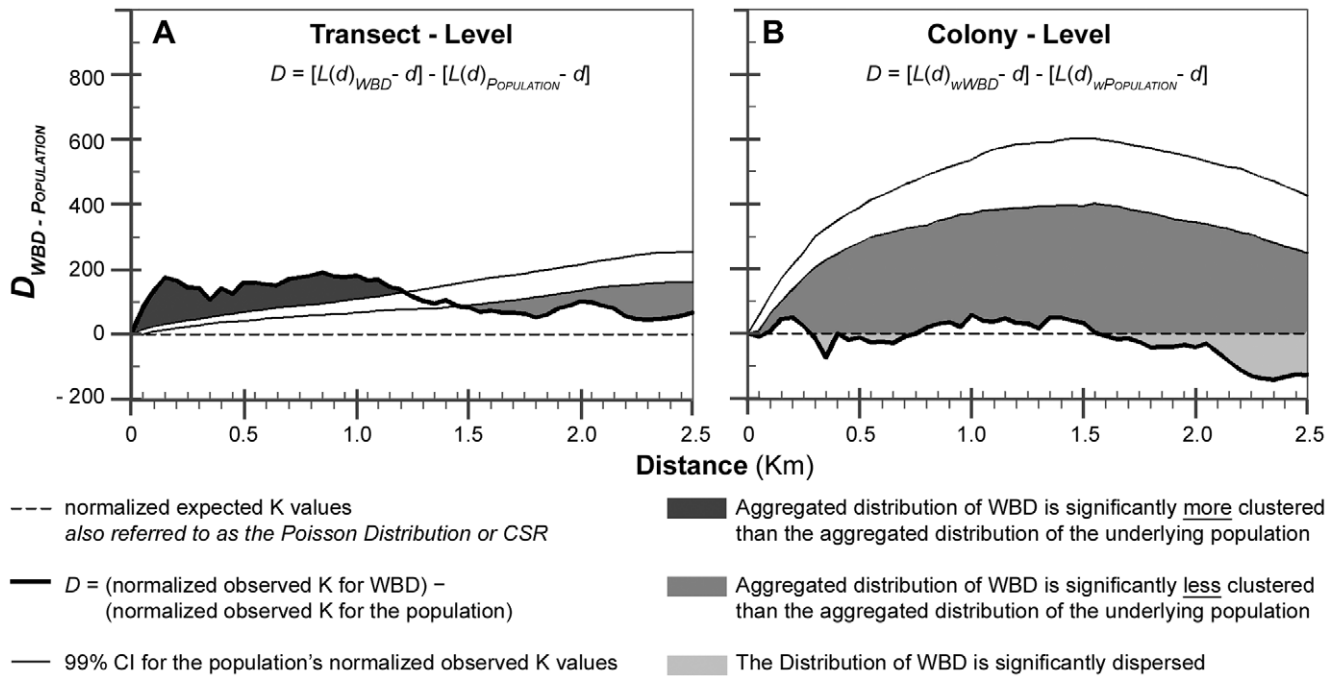 A
Transect - Level
D = [L(d)WBD - d] - [L(d)POPULATION - d]
B
Colony - Level
D = [L(d)wWBD - d] - [L(d)wPOPULATION - d]
DWBD - POPULATION
800
600
400
200
0
- 200
0
0.5
1.0
1.5
2.0
2.5
0
0.5
1.0
1.5
2.0
2.5
Distance (Km)
normalized expected K values
also referred to as the Poisson Distribution or CSR
D = (normalized observed K for WBD) −
(normalized observed K for the population)
99% CI for the population's normalized observed K values
Aggregated distribution of WBD is significantly more clustered
than the aggregated distribution of the underlying population
Aggregated distribution of WBD is significantly less clustered
than the aggregated distribution of the underlying population
The Distribution of WBD is significantly dispersed